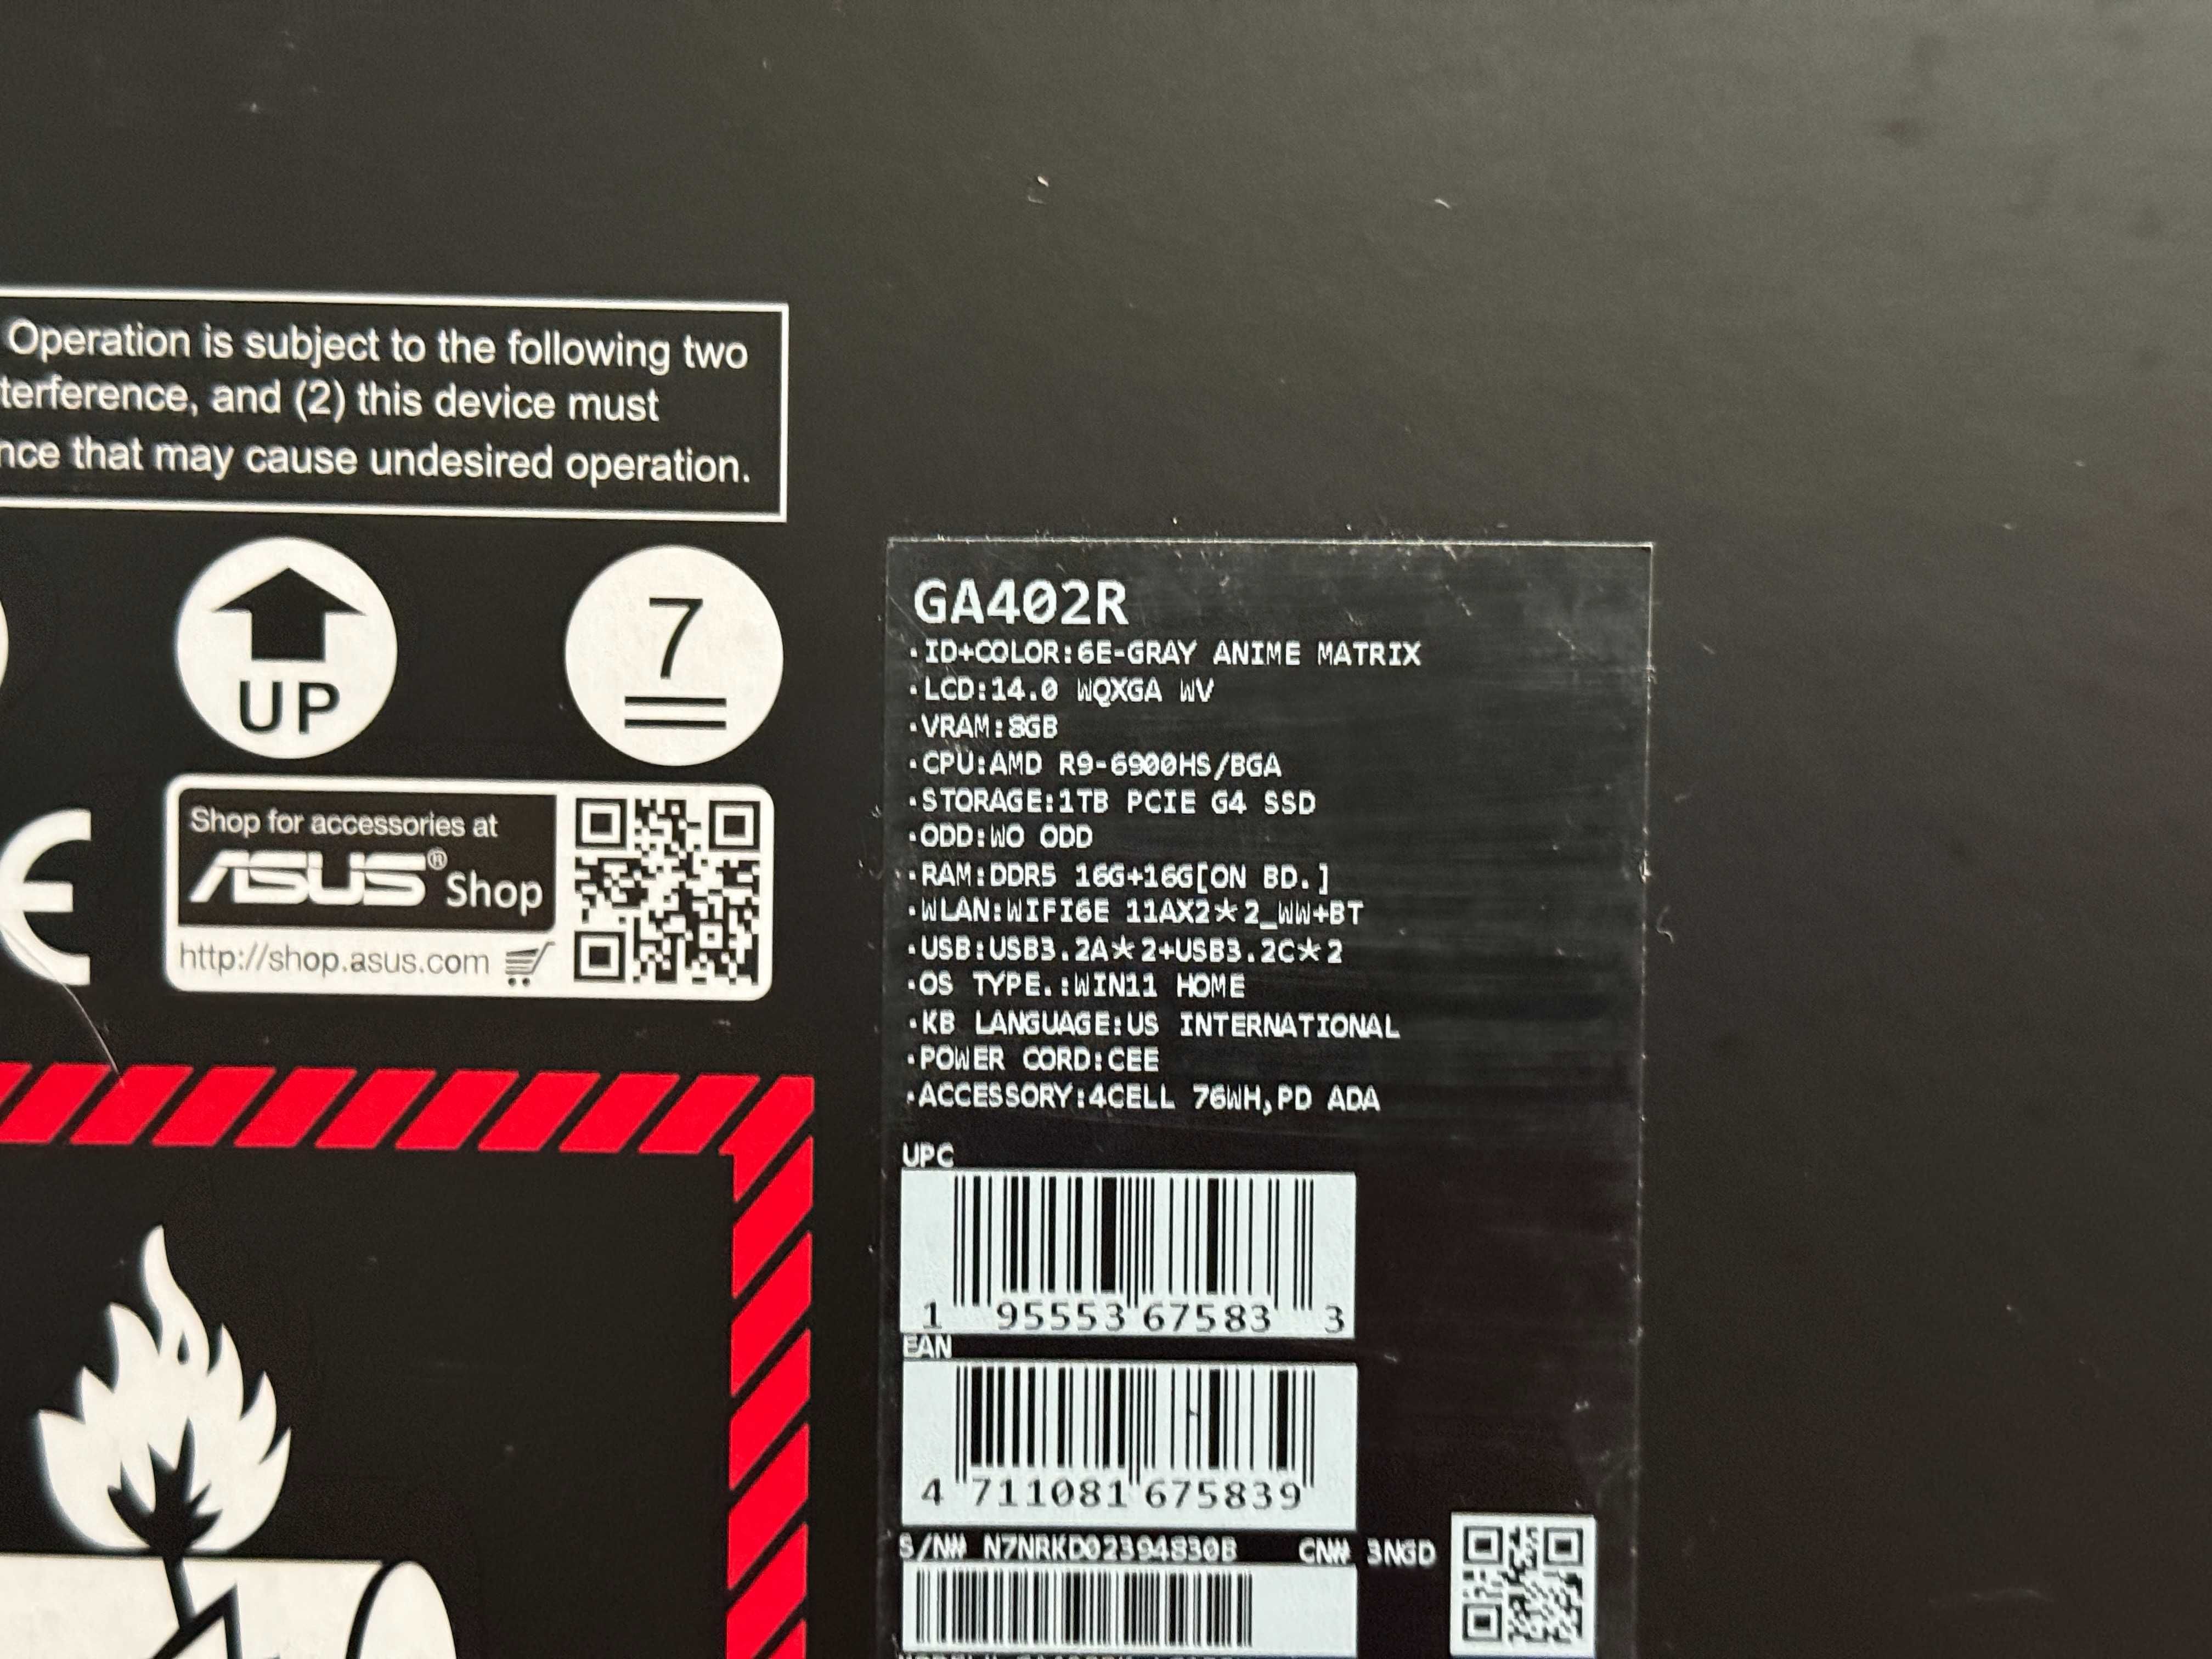 Operation is subject to the following two
terference, and (2) this device must
nce that may cause undesired operation.
UP
7
Shop for accessories at
ASUS® Shop
http://shop.asus.com
CE
GA402R
·ID+COLOR:6E-GRAY ANIME MATRIX
·LCD:14.0 WQXGA WV
·VRAM:8GB
·CPU:AMD R9-6900HS/BGA
·STORAGE:1TB PCIE G4 SSD
·ODD:WO ODD
·RAM:DDR5 16G+16G[ON BD.]
·WLAN:WIFI6E 11AX2*2_WW+BT
·USB:USB3.2A*2+USB3.2C*2
·OS TYPE.:WIN11 HOME
·KB LANGUAGE:US INTERNATIONAL
·POWER CORD:CEE
·ACCESSORY:4CELL 76WH,PD ADA
UPC
1 95553 67583 3
EAN
4 711081 675839
S/N# N7NRKD02394830B CN# 3NGD